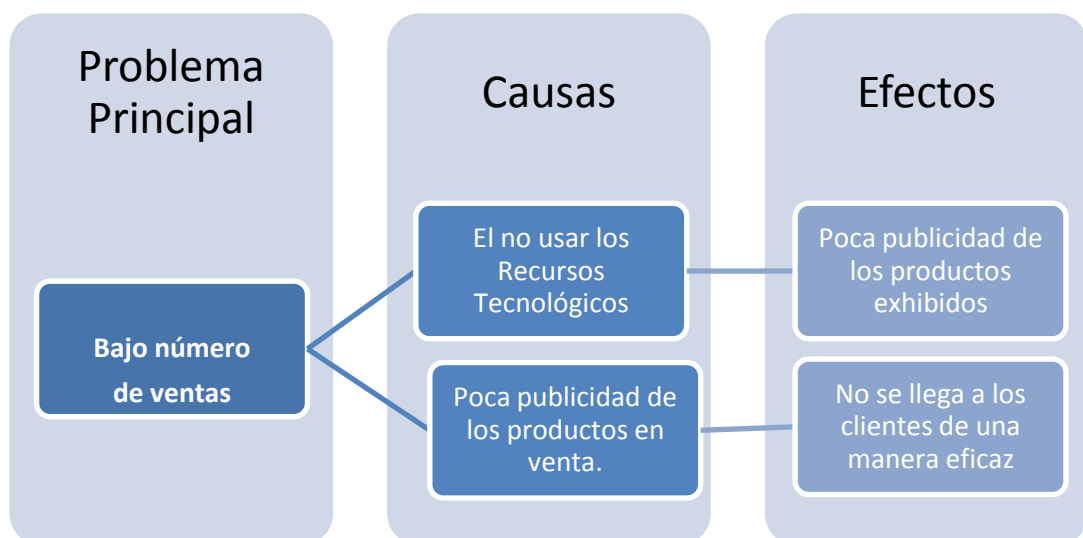 Problema
Principal
Causas
Efectos
Bajo número
de ventas
El no usar los
Recursos
Tecnológicos
Poca publicidad de
los productos en
venta.
Poca publicidad de
los productos
exhibidos
No se llega a los
clientes de una
manera eficaz